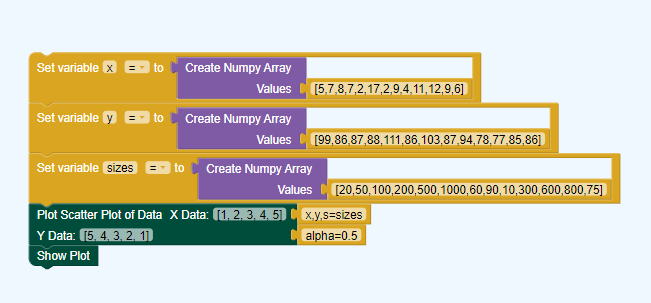 Set variable x = to Create Numpy Array
Values [5,7,8,7,2,17,2,9,4,11,12,9,6]
Set variable y = to Create Numpy Array
Values [99,86,87,88,111,86,103,87,94,78,77,85,86]
Set variable sizes = to Create Numpy Array
Values [20,50,100,200,500,1000,60,90,10,300,600,800,75]
Plot Scatter Plot of Data X Data: [1, 2, 3, 4, 5] x,y,s=sizes
Y Data: [5, 4, 3, 2, 1] alpha=0.5
Show Plot